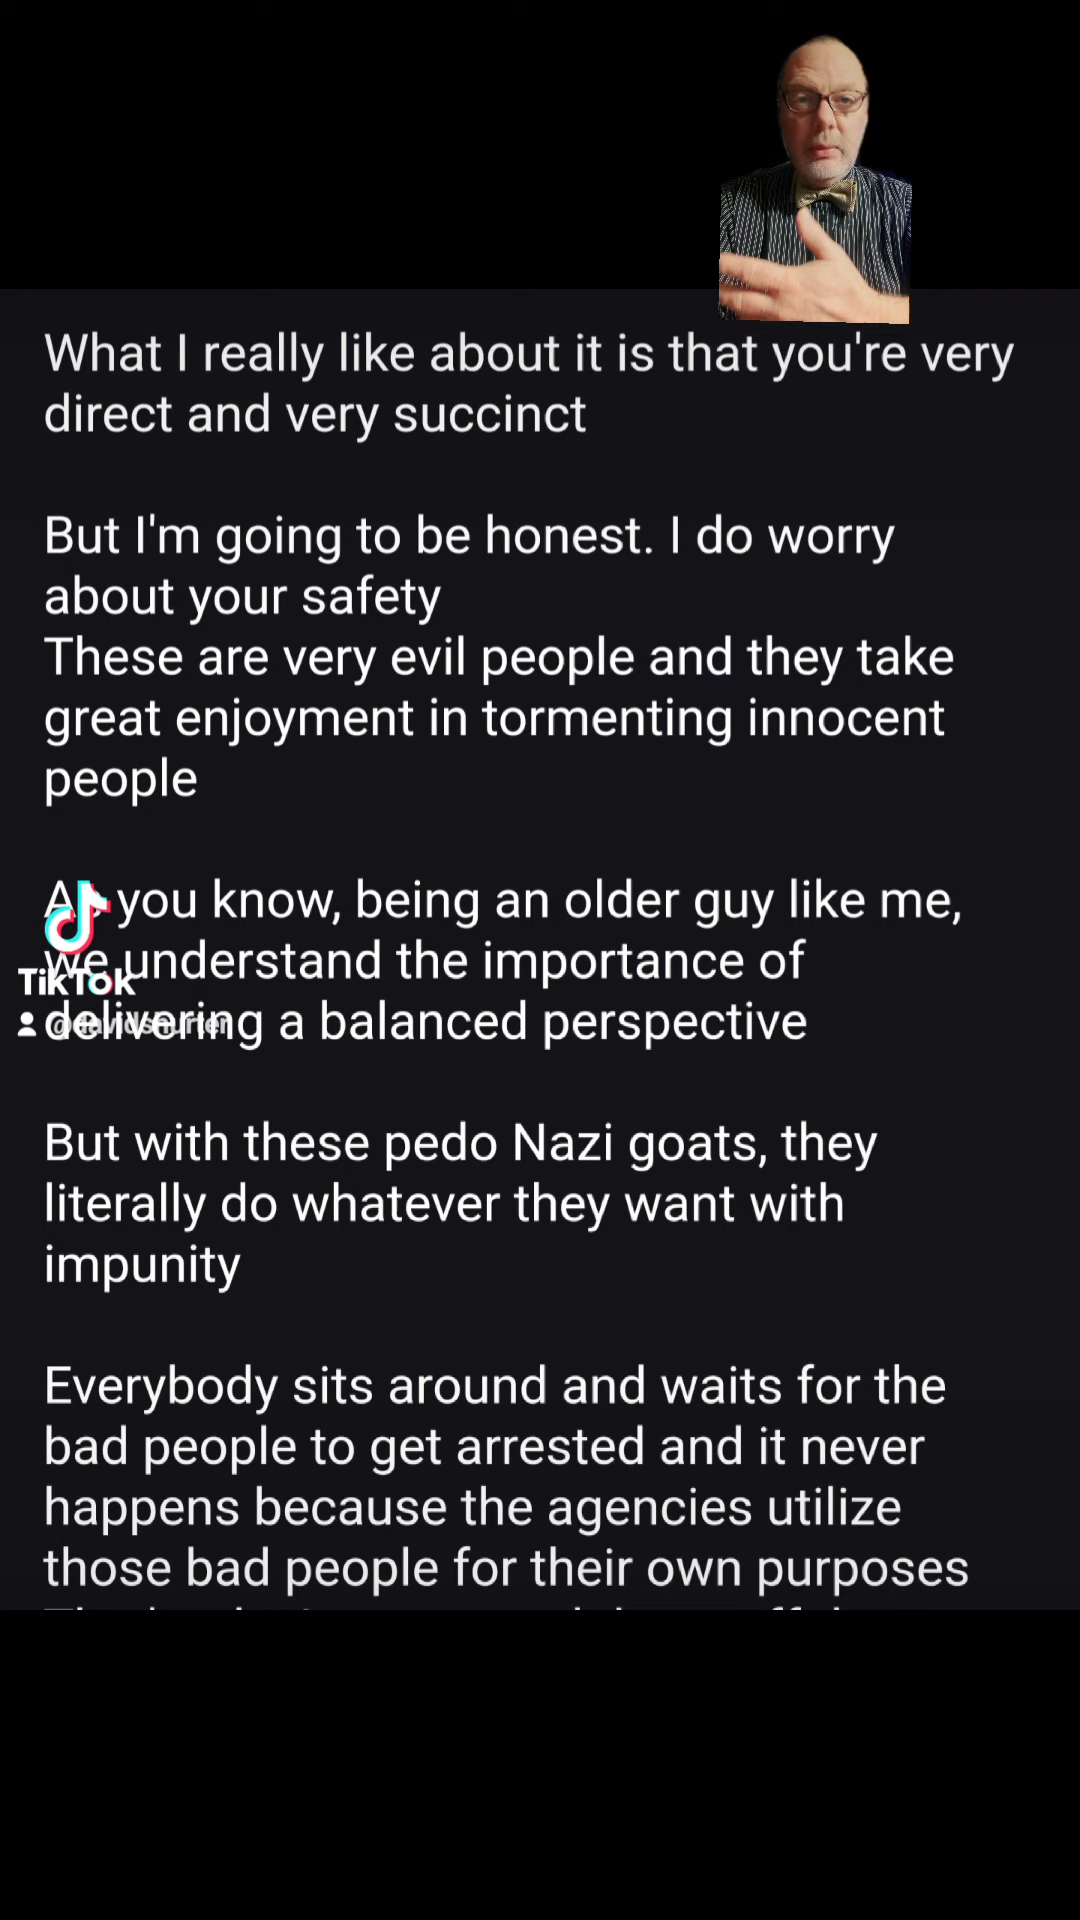 What I really like about it is that you're very
direct and very succinct
But I'm going to be honest. I do worry
about your safety
These are very evil people and they take
great enjoyment in tormenting innocent
people
As you know, being an older guy like me,
we understand the importance of
TikTok
delivering a balanced perspective
But with these pedo Nazi goats, they
literally do whatever they want with
impunity
Everybody sits around and waits for the
bad people to get arrested and it never
happens because the agencies utilize
those bad people for their own purposes